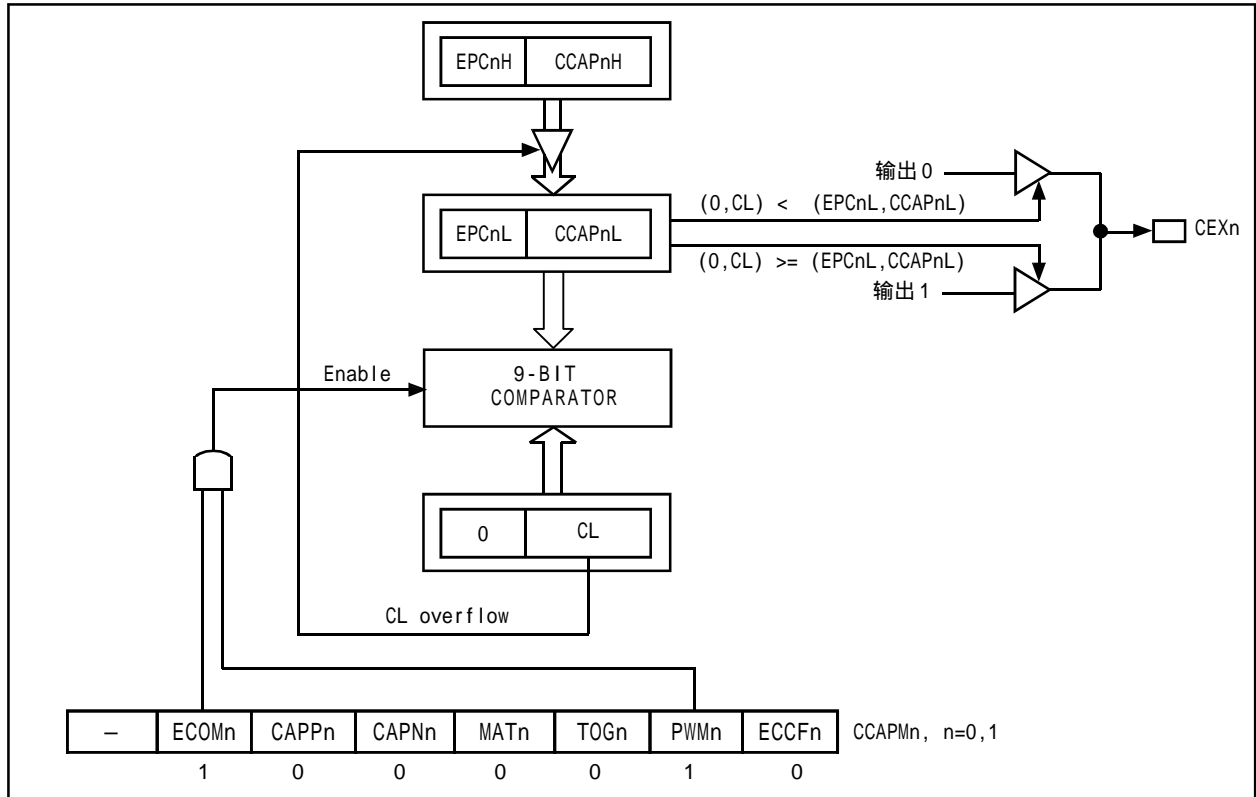 EPCnH CCAPnH
输出0
(0,CL) < (EPCnL,CCAPnL)
EPCnL CCAPnL
CEXn
(0,CL) >= (EPCnL,CCAPnL)
输出1
Enable
9-BIT
COMPARATOR
0 CL
CL overflow
— ECOMn CAPPn CAPNn MATn TOGn PWMn ECCFn CCAPMn, n=0,1
1 0 0 0 0 1 0